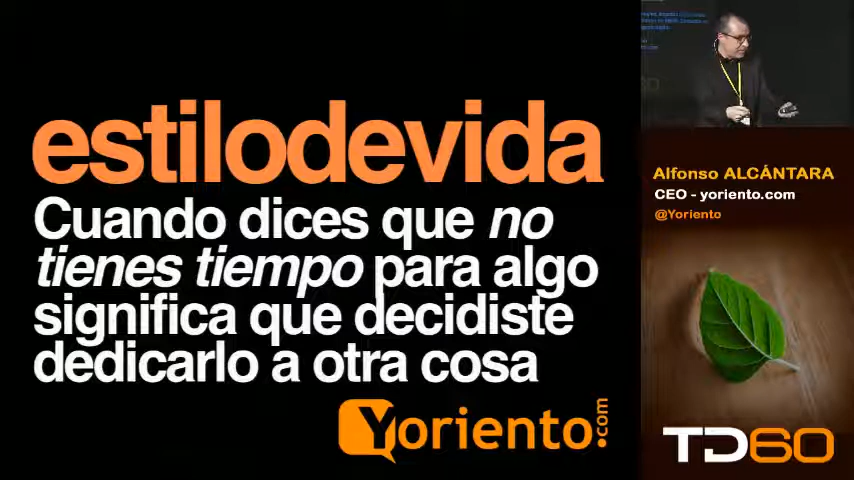 estilodevida
Cuando dices que no
tienes tiempo para algo
significa que decidiste
dedicarlo a otra cosa
Yoriento.com
Alfonso ALCÁNTARA
CEO - yoriento.com
@Yoriento
TD60